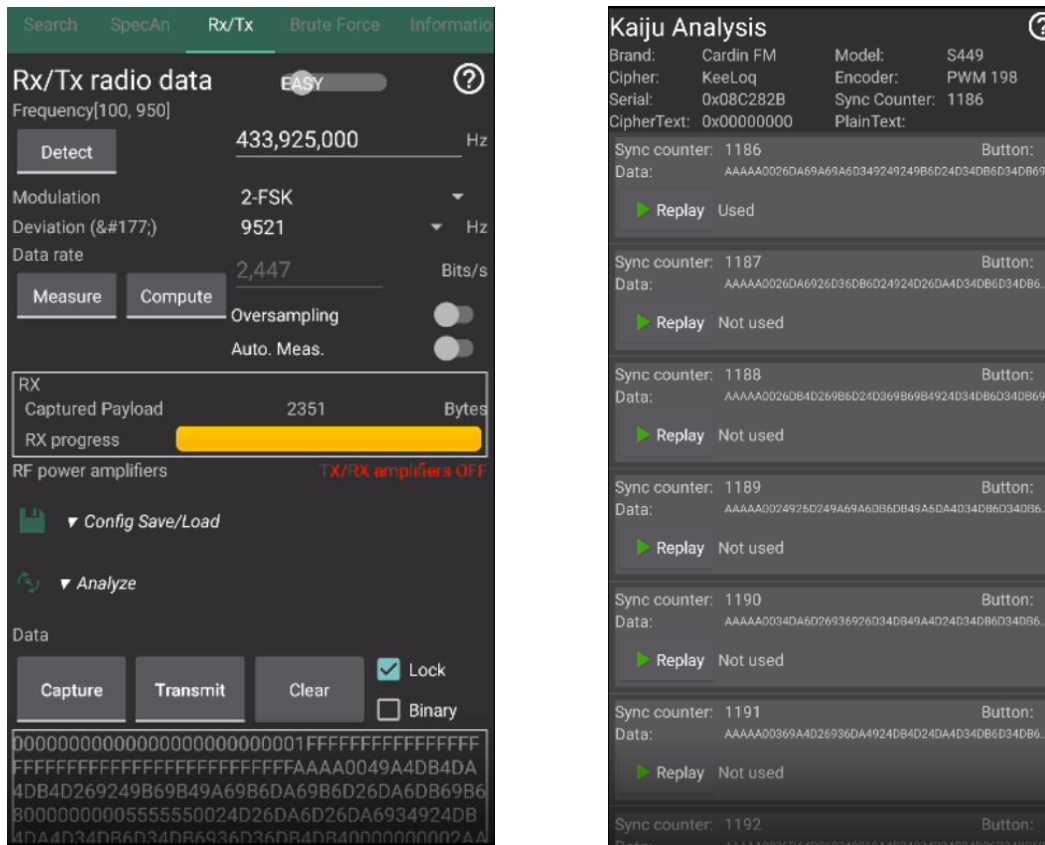 Search SpecAn Rx/Tx Brute Force Informatio
Rx/Tx radio data EASY
Frequency[100, 950]
Detect 433,925,000 Hz
Modulation 2-FSK
Deviation (&#177;) 9521 Hz
Data rate
Measure Compute 2,447 Bits/s
Oversampling
Auto. Meas.
RX
Captured Payload 2351 Bytes
RX progress
RF power amplifiers TX/RX amplifiers OFF
▼ Config Save/Load
▼ Analyze
Data
Capture Transmit Clear Lock
Binary
Kaiju Analysis
Brand: Cardin FM Model: S449
Cipher: KeeLoq Encoder: PWM 198
Serial: 0x08C282B Sync Counter: 1186
CipherText: 0x00000000 PlainText:
Sync counter: 1186 Button:
Data:
Replay Used
Sync counter: 1187 Button:
Data:
Replay Not used
Sync counter: 1188 Button:
Data:
Replay Not used
Sync counter: 1189 Button:
Data:
Replay Not used
Sync counter: 1190 Button:
Data:
Replay Not used
Sync counter: 1191 Button:
Data:
Replay Not used
Sync counter: 1192 Button: